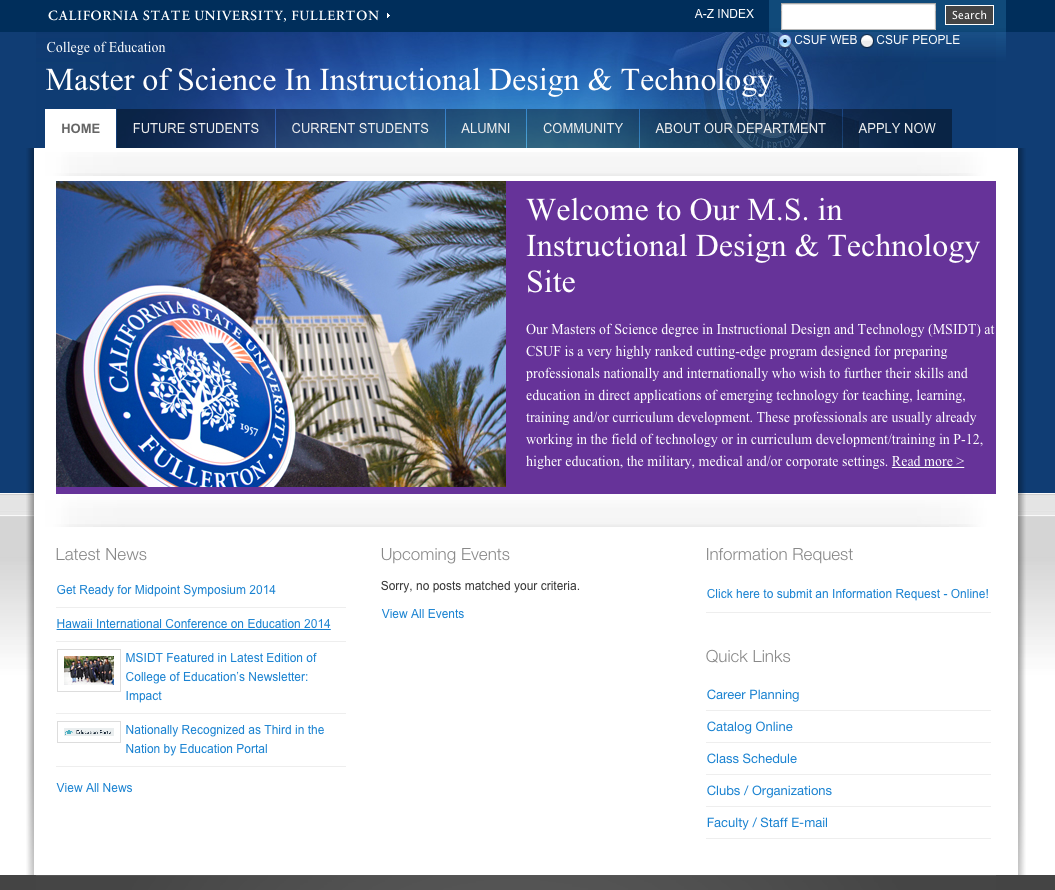 CALIFORNIA STATE UNIVERSITY, FULLERTON
A-Z INDEX
Search
CSUF WEB CSUF PEOPLE
College of Education
Master of Science In Instructional Design & Technology
HOME FUTURE STUDENTS CURRENT STUDENTS ALUMNI COMMUNITY ABOUT OUR DEPARTMENT APPLY NOW
CALIFORNIA STATE UNIVERSITY
1957
FULLERTON
Welcome to Our M.S. in
Instructional Design & Technology
Site
Our Masters of Science degree in Instructional Design and Technology (MSIDT) at
CSUF is a very highly ranked cutting-edge program designed for preparing
professionals nationally and internationally who wish to further their skills and
education in direct applications of emerging technology for teaching, learning,
training and/or curriculum development. These professionals are usually already
working in the field of technology or in curriculum development/training in P-12,
higher education, the military, medical and/or corporate settings. Read more >
Latest News
Get Ready for Midpoint Symposium 2014
Hawaii International Conference on Education 2014
MSIDT Featured in Latest Edition of
College of Education's Newsletter:
Impact
Education Portal
Nationally Recognized as Third in the
Nation by Education Portal
View All News
Upcoming Events
Sorry, no posts matched your criteria.
View All Events
Information Request
Click here to submit an Information Request - Online!
Quick Links
Career Planning
Catalog Online
Class Schedule
Clubs / Organizations
Faculty / Staff E-mail